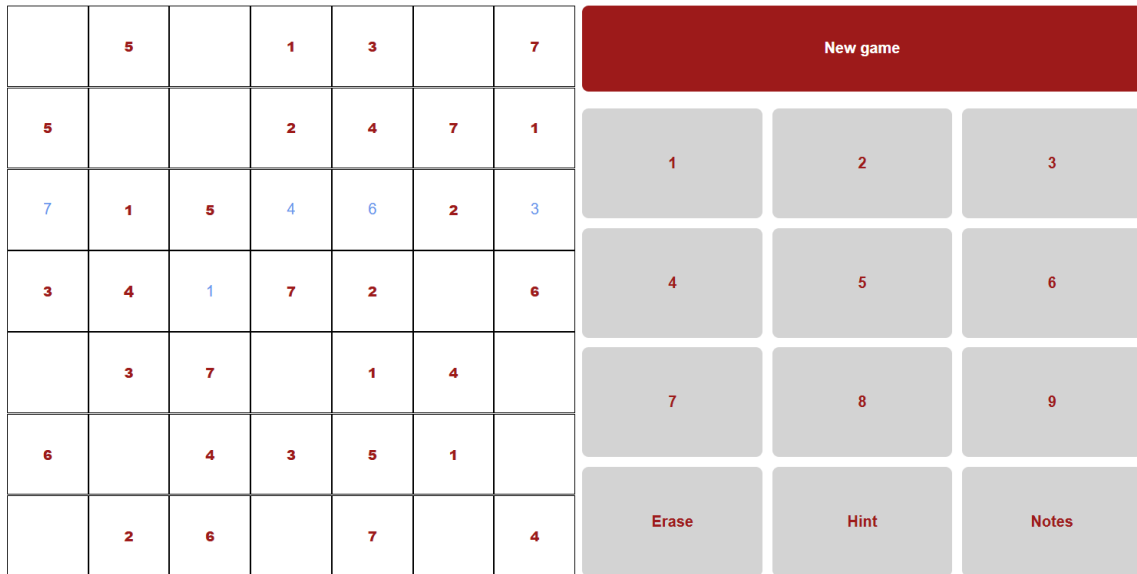 5 1 3 7
5 2 4 7 1
7 1 5 4 6 2 3
3 4 1 7 2 6
3 7 1 4
6 4 3 5 1
2 6 7 4
New game
1 2 3
4 5 6
7 8 9
Erase Hint Notes